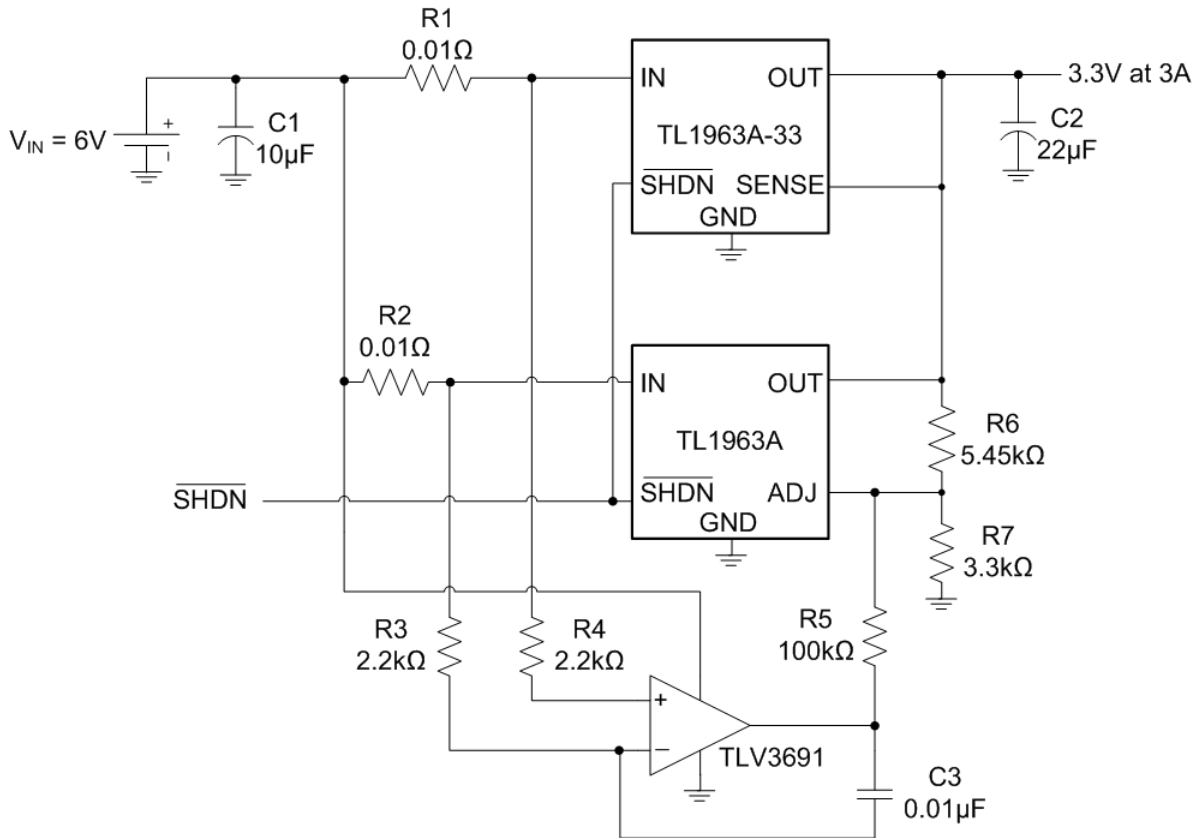 R1
0.01Ω
IN
OUT
3.3V at 3A
VIN = 6V
+
C1
10µF
TL1963A-33
C2
22µF
SHDN
SENSE
GND
R2
0.01Ω
IN
OUT
TL1963A
R6
5.45kΩ
SHDN
SHDN
ADJ
GND
R7
3.3kΩ
R3
2.2kΩ
R4
2.2kΩ
R5
100kΩ
+
−
TLV3691
C3
0.01µF